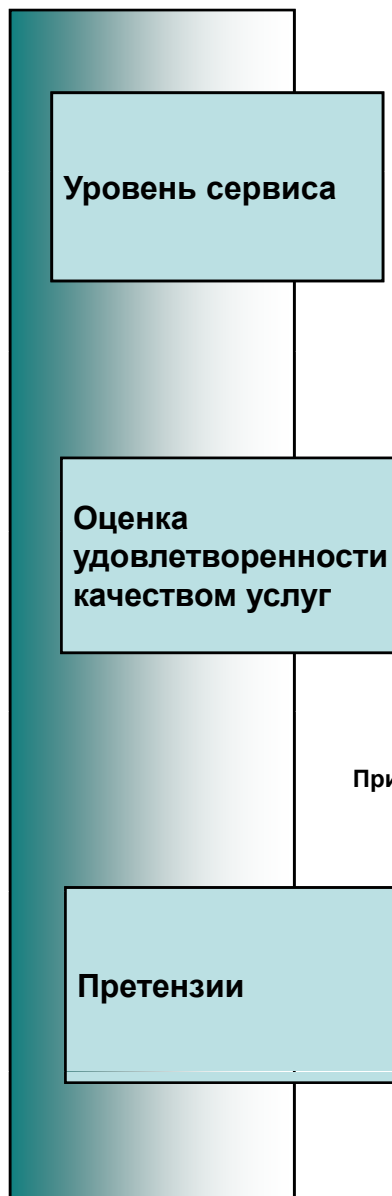 Уровень сервиса
Оценка
удовлетворенности
качеством услуг
При
Претензии